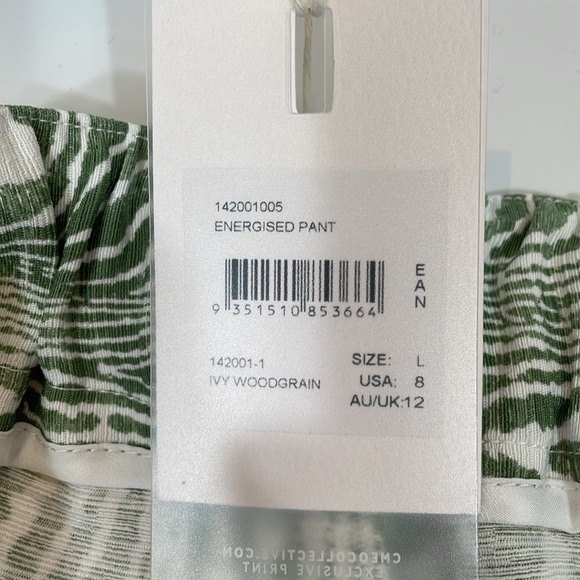 142001005
ENERGISED PANT
EAN
9 351510 853664
142001-1
IVY WOODGRAIN
SIZE: L
USA: 8
AU/UK:12
CMEOCOLLECTIVE.COM
EXCLUSIVE PRINT